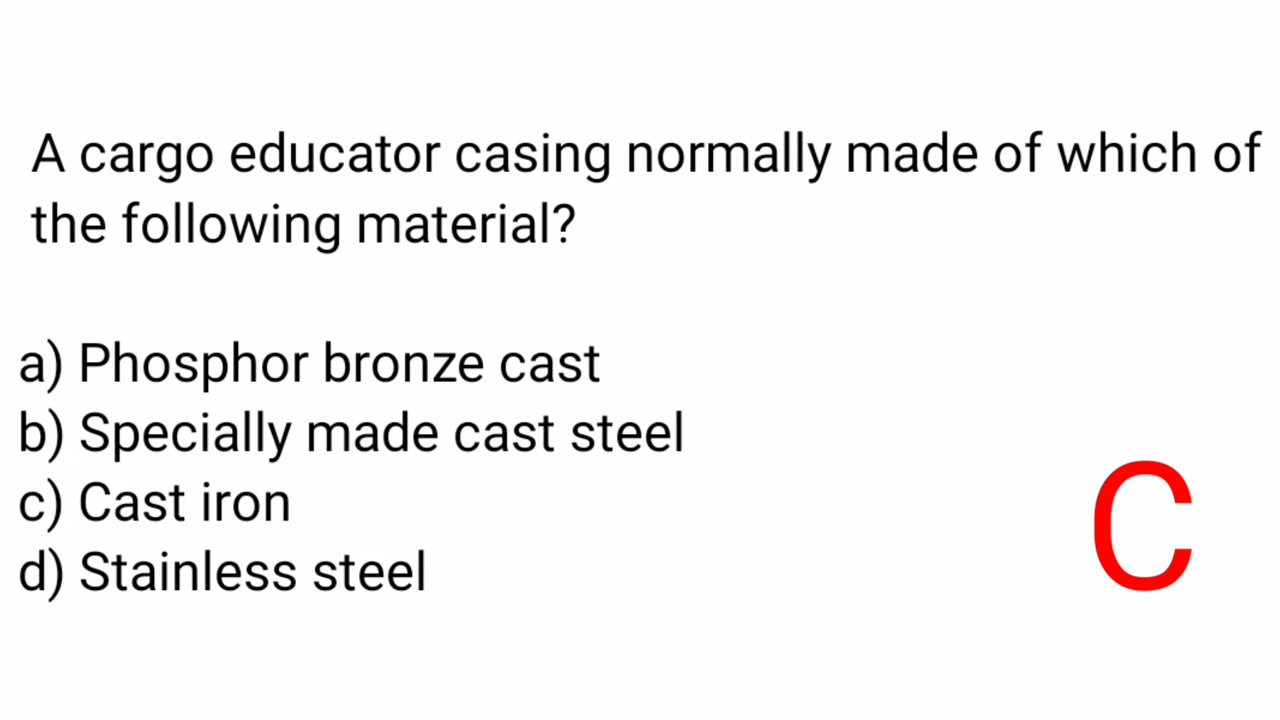 A cargo educator casing normally made of which of
the following material?
a) Phosphor bronze cast
b) Specially made cast steel
c) Cast iron
d) Stainless steel
C